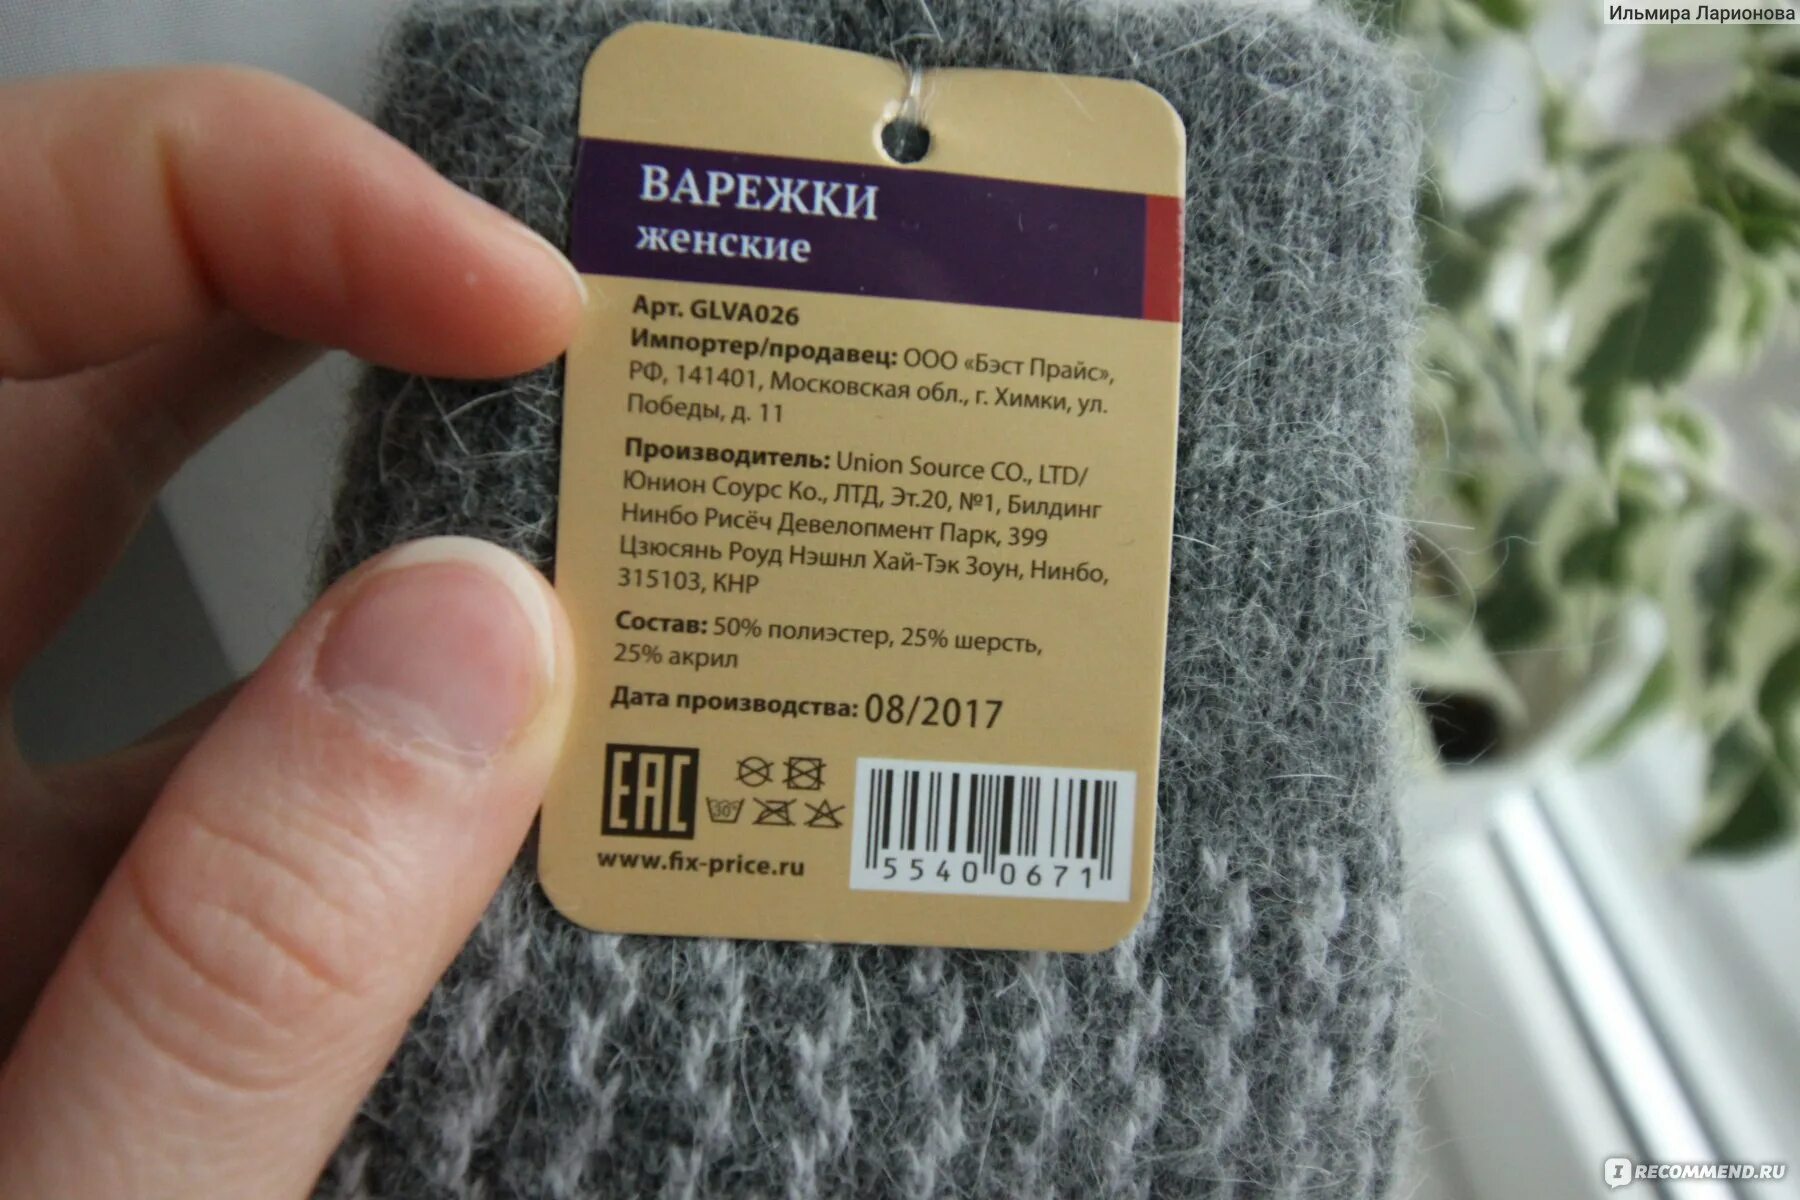 Ильмира Ларионова
ВАРЕЖКИ
женские
Арт. GLVA026
Импортер/продавец: ООО «Бэст Прайс»,
РФ, 141401, Московская обл., г. Химки, ул.
Победы, д. 11
Производитель: Union Source CO., LTD/
Юнион Соурс Ко., ЛТД, Эт.20, №1, Билдинг
Нинбо Рисёч Девелопмент Парк, 399
Цзюсянь Роуд Нэшнл Хай-Тэк Зоун, Нинбо,
315103, КНР
Состав: 50% полиэстер, 25% шерсть,
25% акрил
Дата производства: 08/2017
EAC
30°
www.fix-price.ru
5540 0671
IRECOMMEND.RU